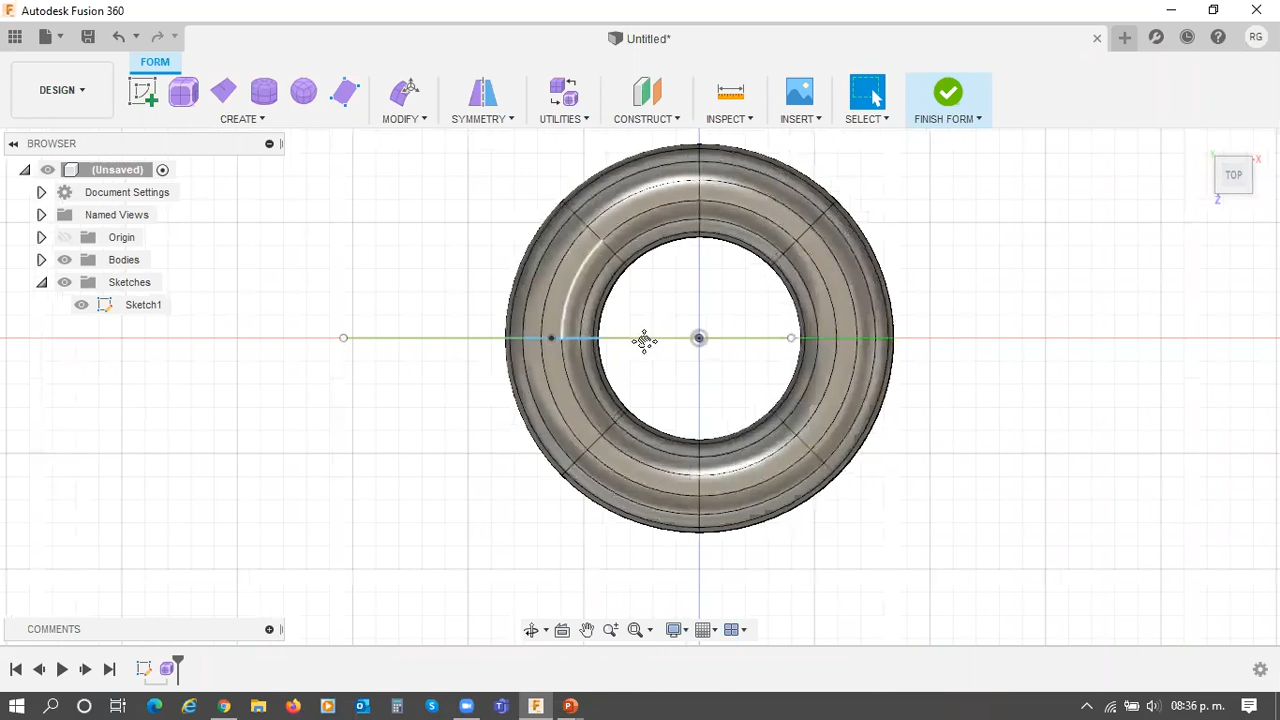 Autodesk Fusion 360
Untitled*
RG
FORM
DESIGN
CREATE
MODIFY
SYMMETRY
UTILITIES
CONSTRUCT
INSPECT
INSERT
SELECT
FINISH FORM
BROWSER
(Unsaved)
Document Settings
Named Views
Origin
Bodies
Sketches
Sketch1
TOP
X
Y
Z
COMMENTS
08:36 p. m.